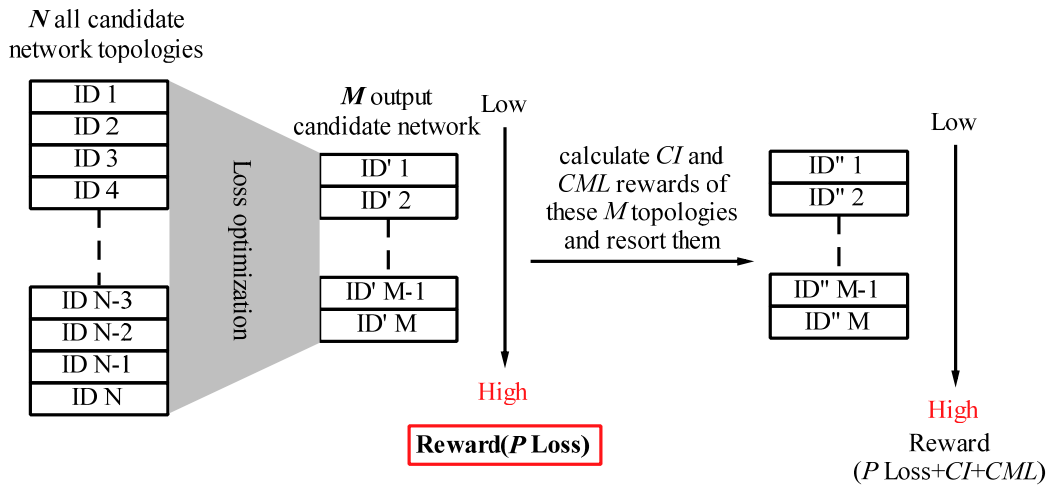 N all candidate
network topologies
ID 1
ID 2
ID 3
ID 4
ID N-3
ID N-2
ID N-1
ID N
Loss optimization
M output
candidate network
ID' 1
ID' 2
ID' M-1
ID' M
Low
High
Reward(P Loss)
calculate CI and
CML rewards of
these M topologies
and resort them
ID" 1
ID" 2
ID" M-1
ID" M
Low
High
Reward
(P Loss+CI+CML)